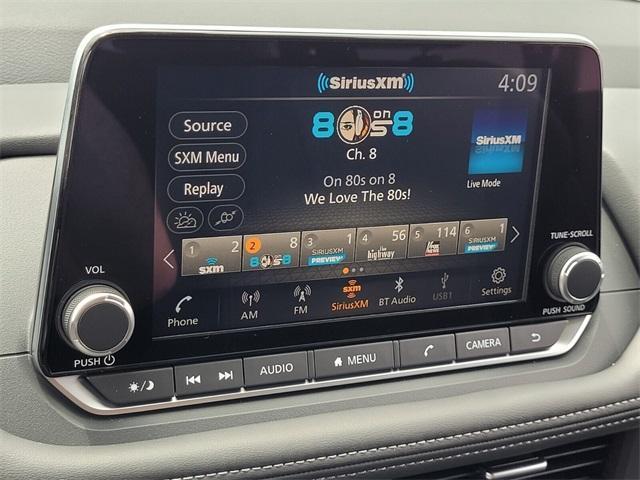 SiriusXM
4:09
Source
SXM Menu
Replay
80s on 8
Ch. 8
On 80s on 8
We Love The 80s!
SiriusXM
Live Mode
1 2 sxm
2 8 80s 8
3 1 SIRIUSXM PREVIEW
4 56 the highway
5 114 FOX NEWS
6 1 SIRIUSXM PREVIEW
Phone
AM
FM
sxm
SiriusXM
BT Audio
USB1
Settings
VOL
PUSH
TUNE·SCROLL
PUSH SOUND
AUDIO
MENU
CAMERA